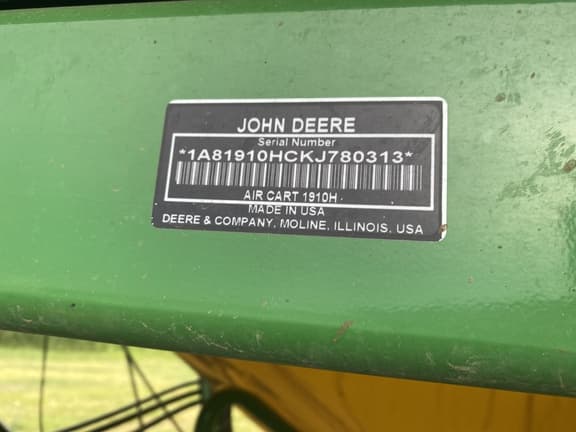 JOHN DEERE
Serial Number
*1A81910HCKJ780313*
AIR CART 1910H
MADE IN USA
DEERE & COMPANY, MOLINE, ILLINOIS, USA